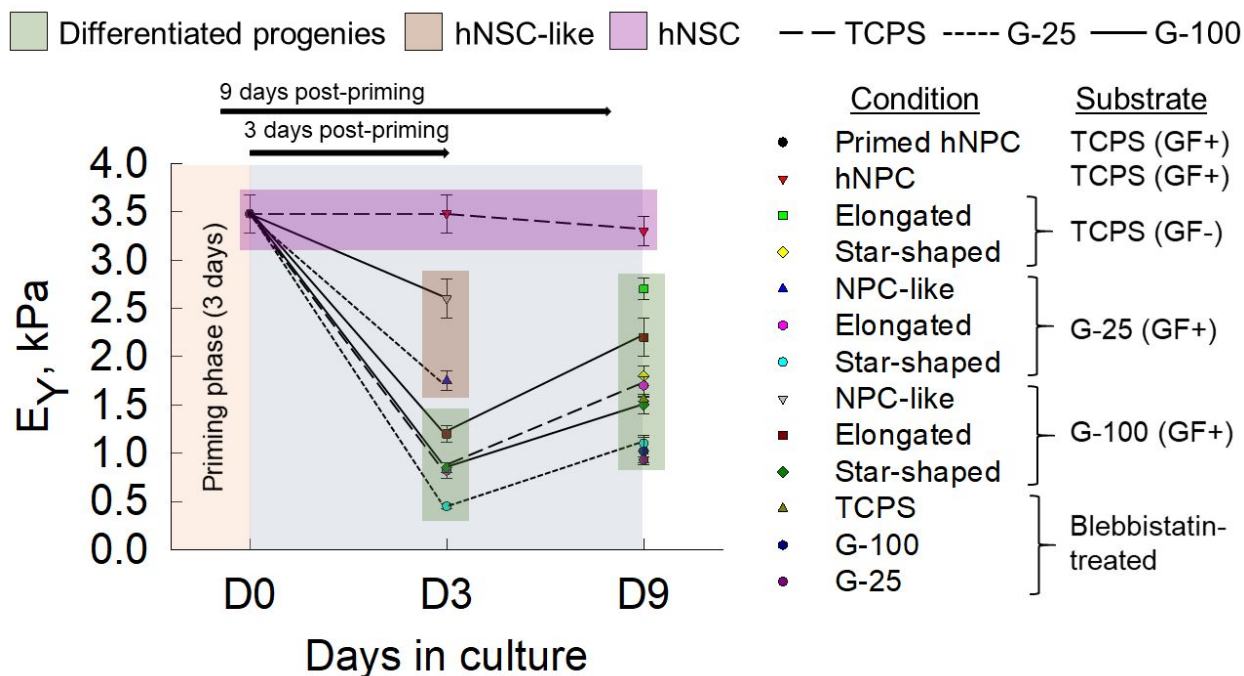 Differentiated progenies hNSC-like hNSC TCPS G-25 G-100
9 days post-priming
3 days post-priming
4.0
3.5
3.0
2.5
2.0
1.5
1.0
0.5
0.0
EY, kPa
Priming phase (3 days)
D0 D3 D9
Days in culture
Condition Substrate
Primed hNPC TCPS (GF+)
hNPC TCPS (GF+)
Elongated
Star-shaped
TCPS (GF-)
NPC-like
Elongated
Star-shaped
G-25 (GF+)
NPC-like
Elongated
Star-shaped
G-100 (GF+)
TCPS
G-100
G-25
Blebbistatin-
treated